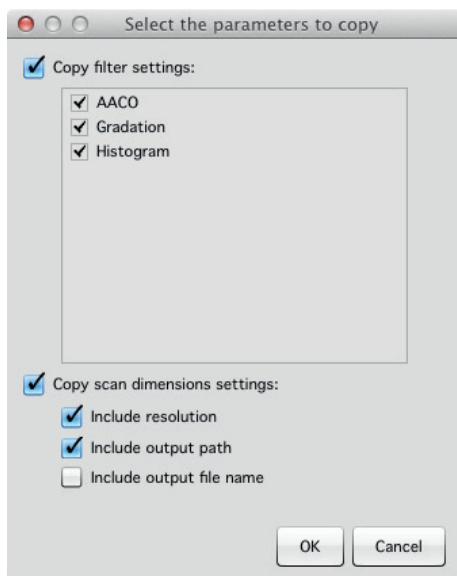 Select the parameters to copy
Copy filter settings:
AACO
Gradation
Histogram
Copy scan dimensions settings:
Include resolution
Include output path
Include output file name
OK Cancel